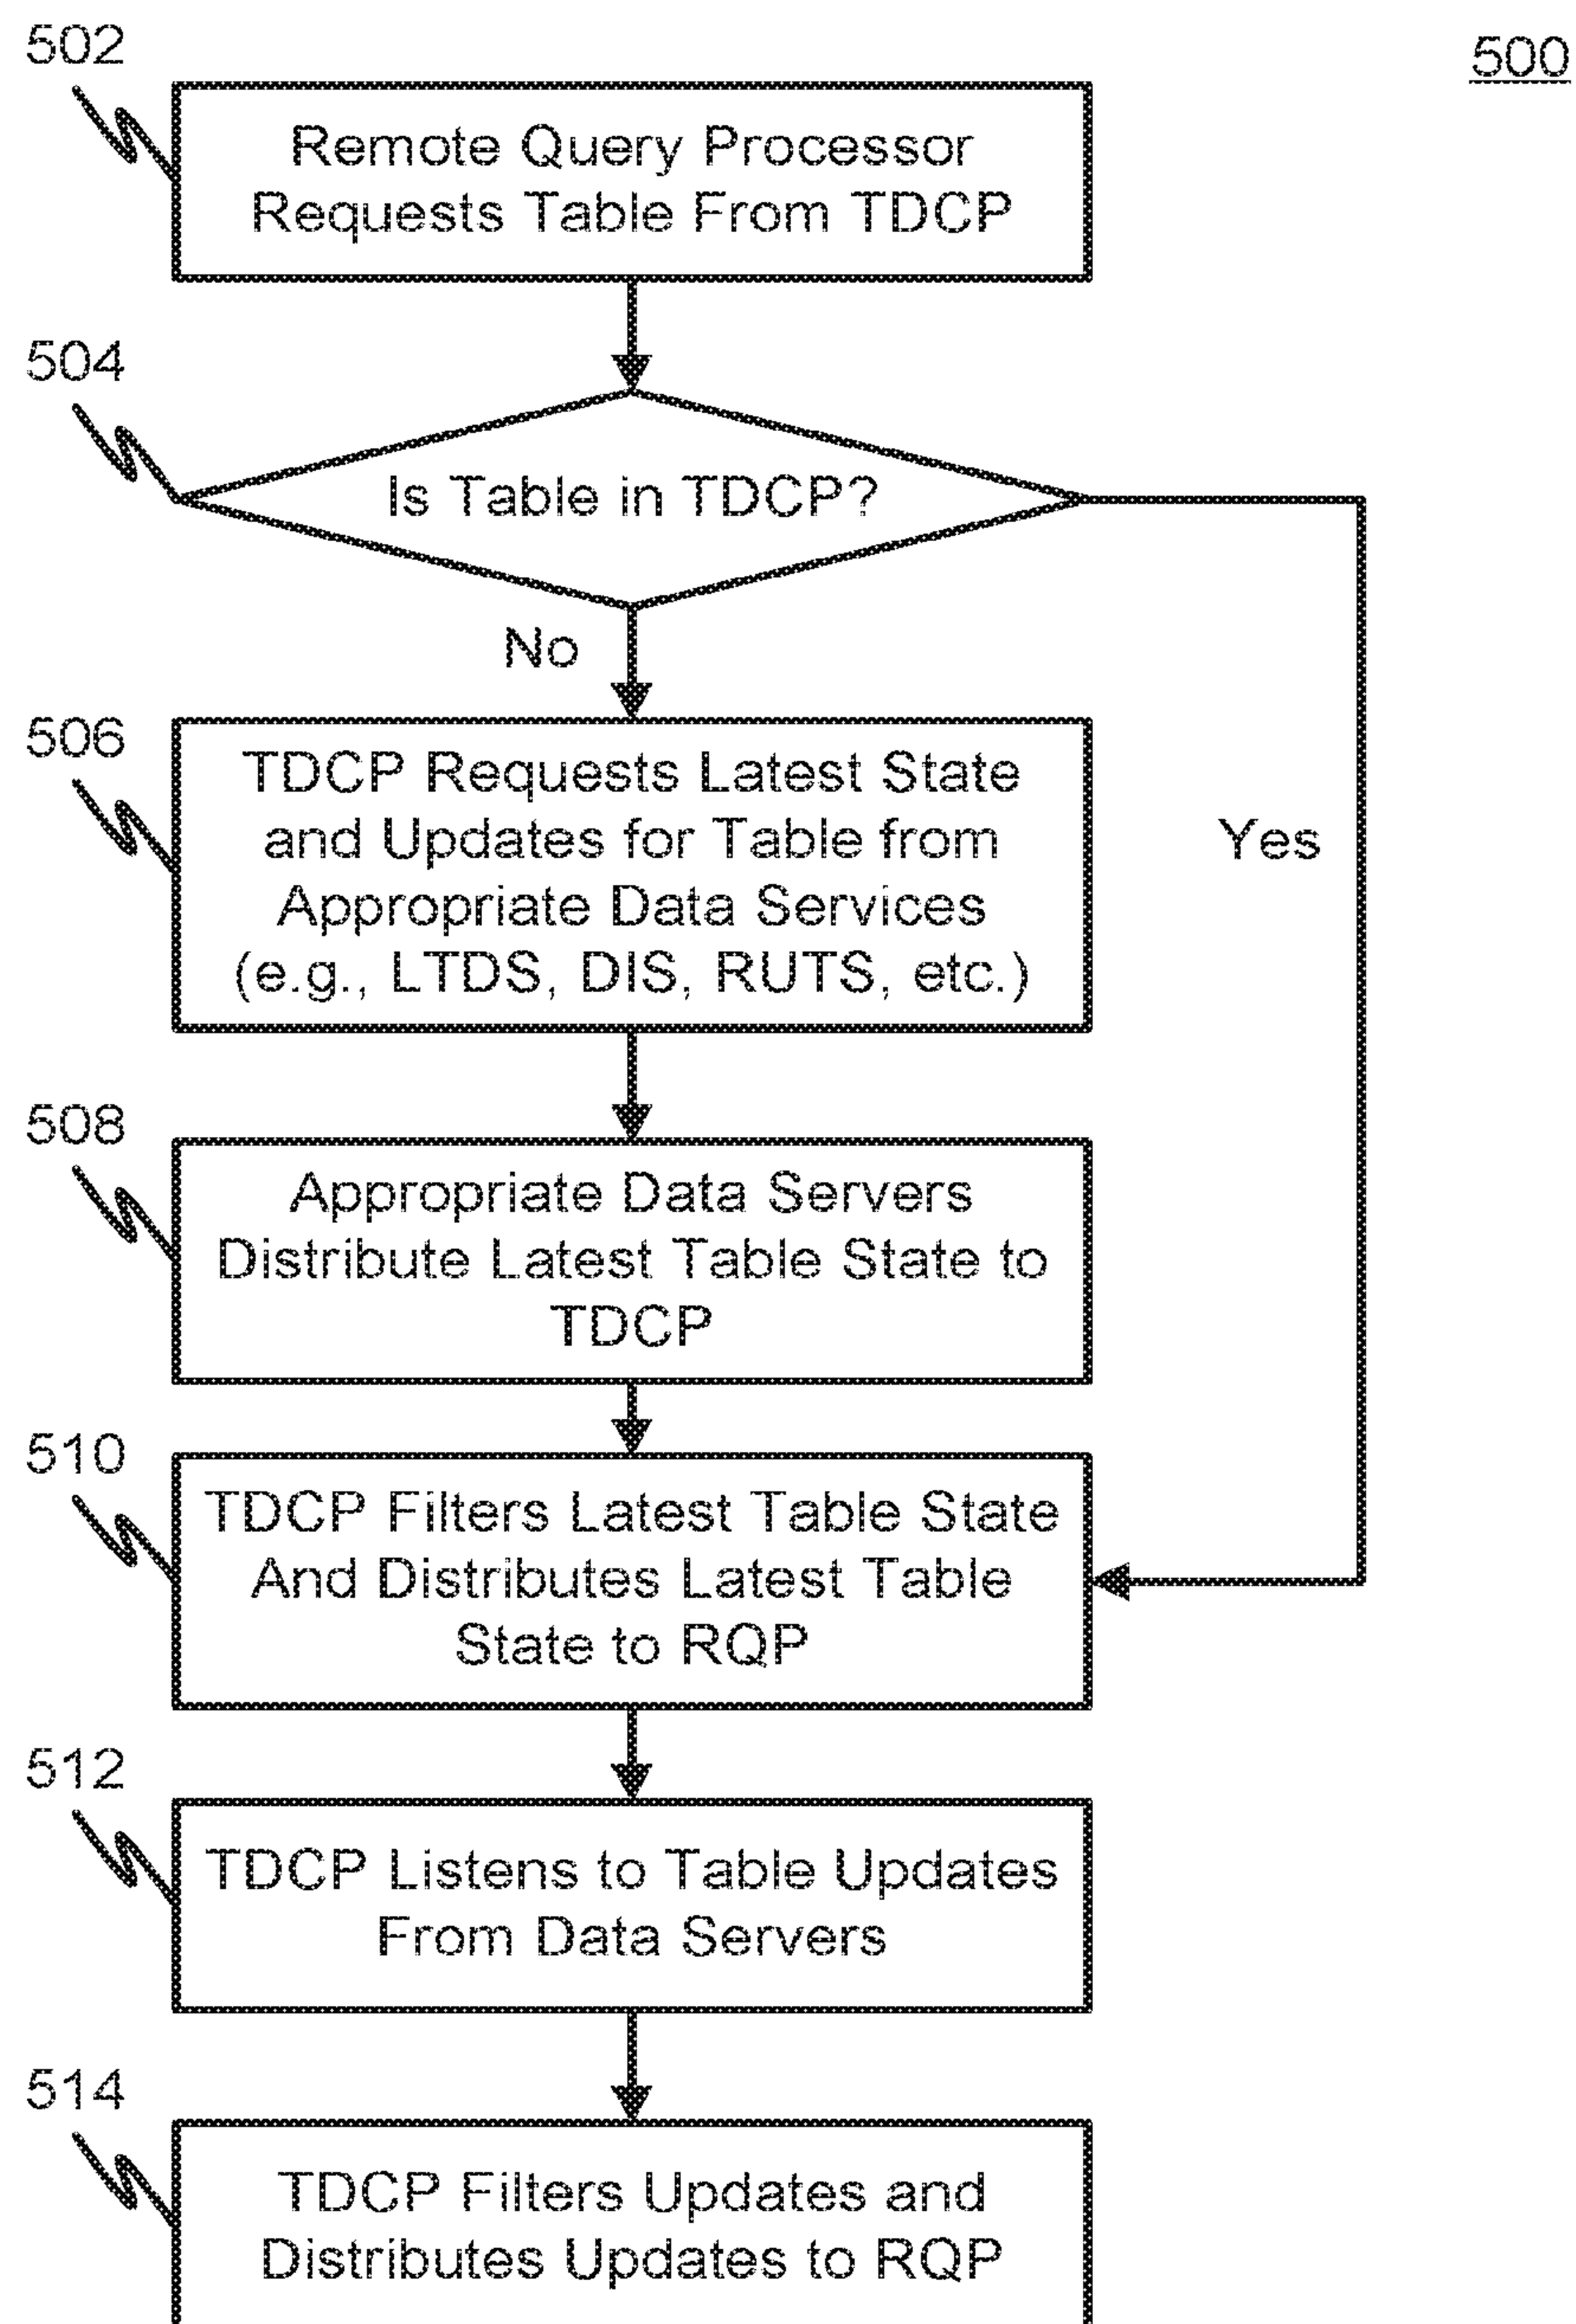 502
500
Remote Query Processor
Requests Table From TDCP
504
Is Table in TDCP?
No
506
TDCP Requests Latest State
and Updates for Table from
Appropriate Data Services
(e.g., LTDS, DIS, RUTS, etc.)
Yes
508
Appropriate Data Servers
Distribute Latest Table State to
TDCP
510
TDCP Filters Latest Table State
And Distributes Latest Table
State to RQP
512
TDCP Listens to Table Updates
From Data Servers
514
TDCP Filters Updates and
Distributes Updates to RQP